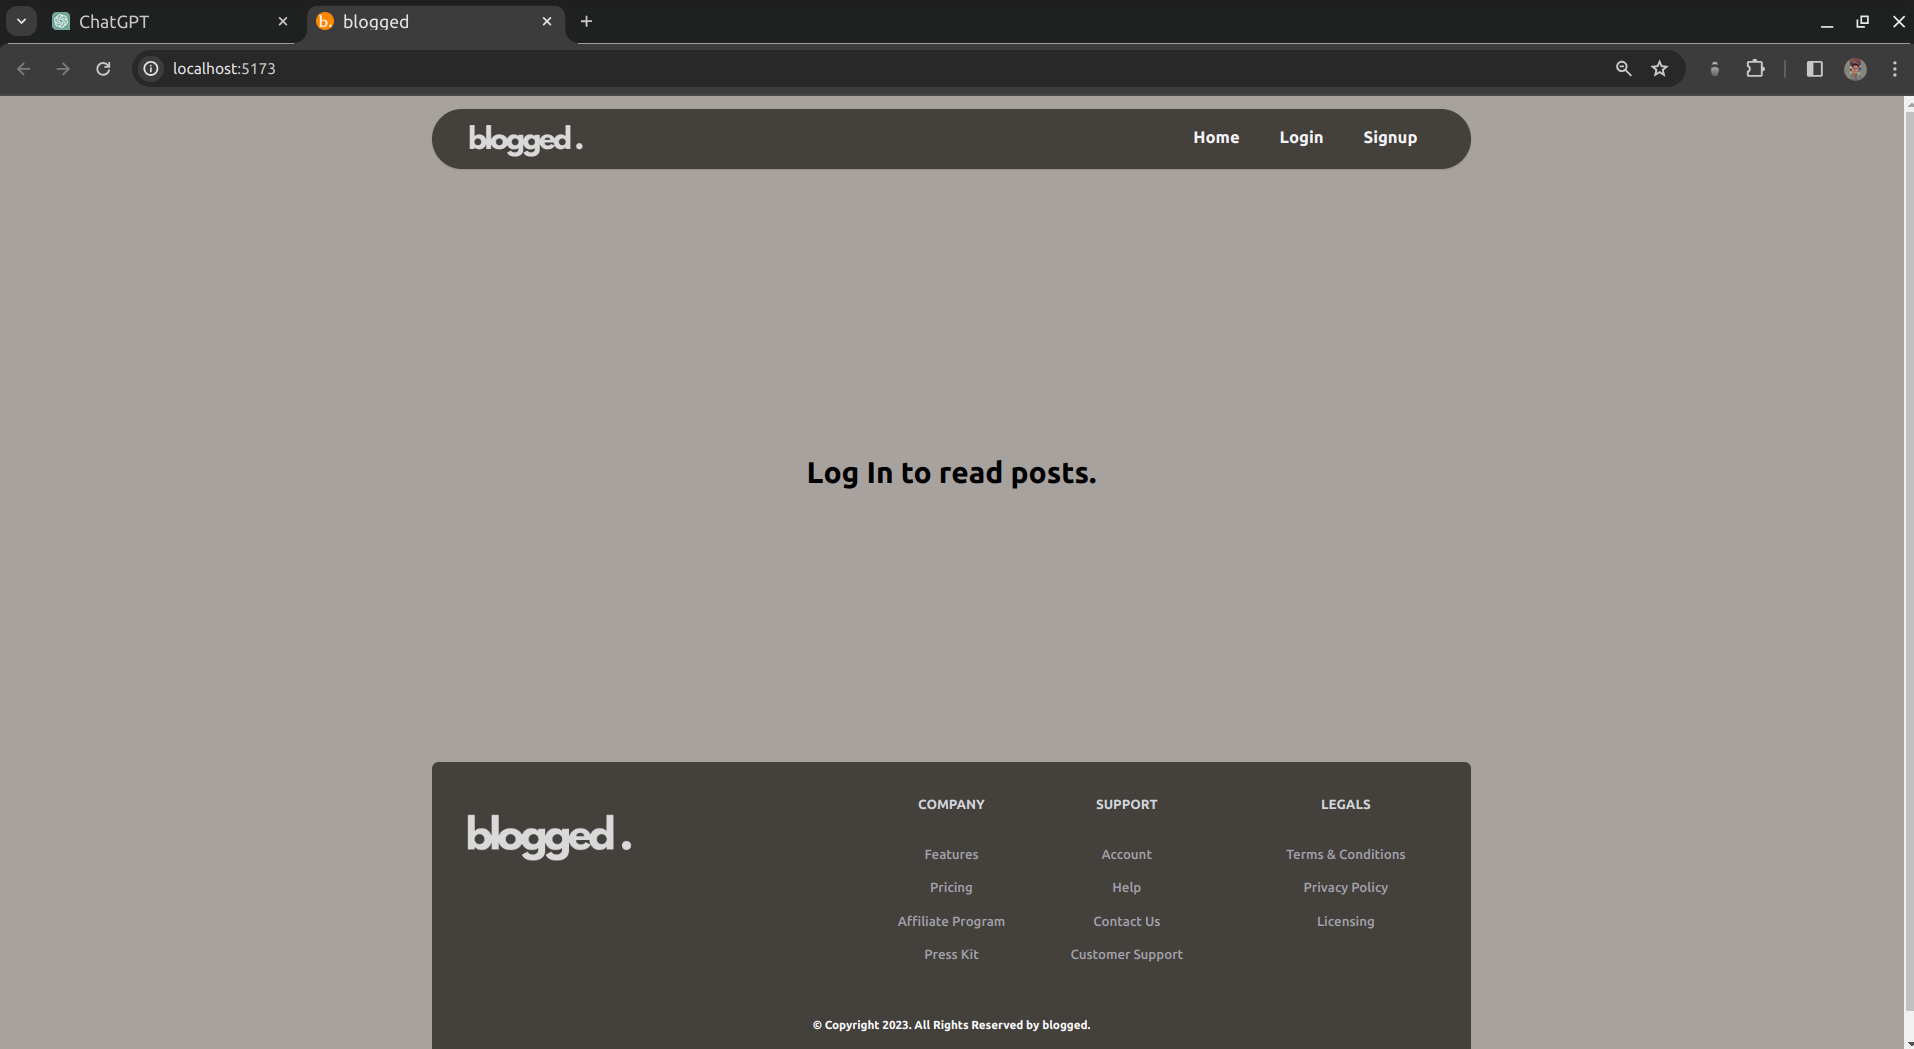 ChatGPT
blogged
localhost:5173
blogged.
Home Login Signup
Log In to read posts.
blogged.
COMPANY
Features
Pricing
Affiliate Program
Press Kit
SUPPORT
Account
Help
Contact Us
Customer Support
LEGALS
Terms & Conditions
Privacy Policy
Licensing
© Copyright 2023. All Rights Reserved by blogged.